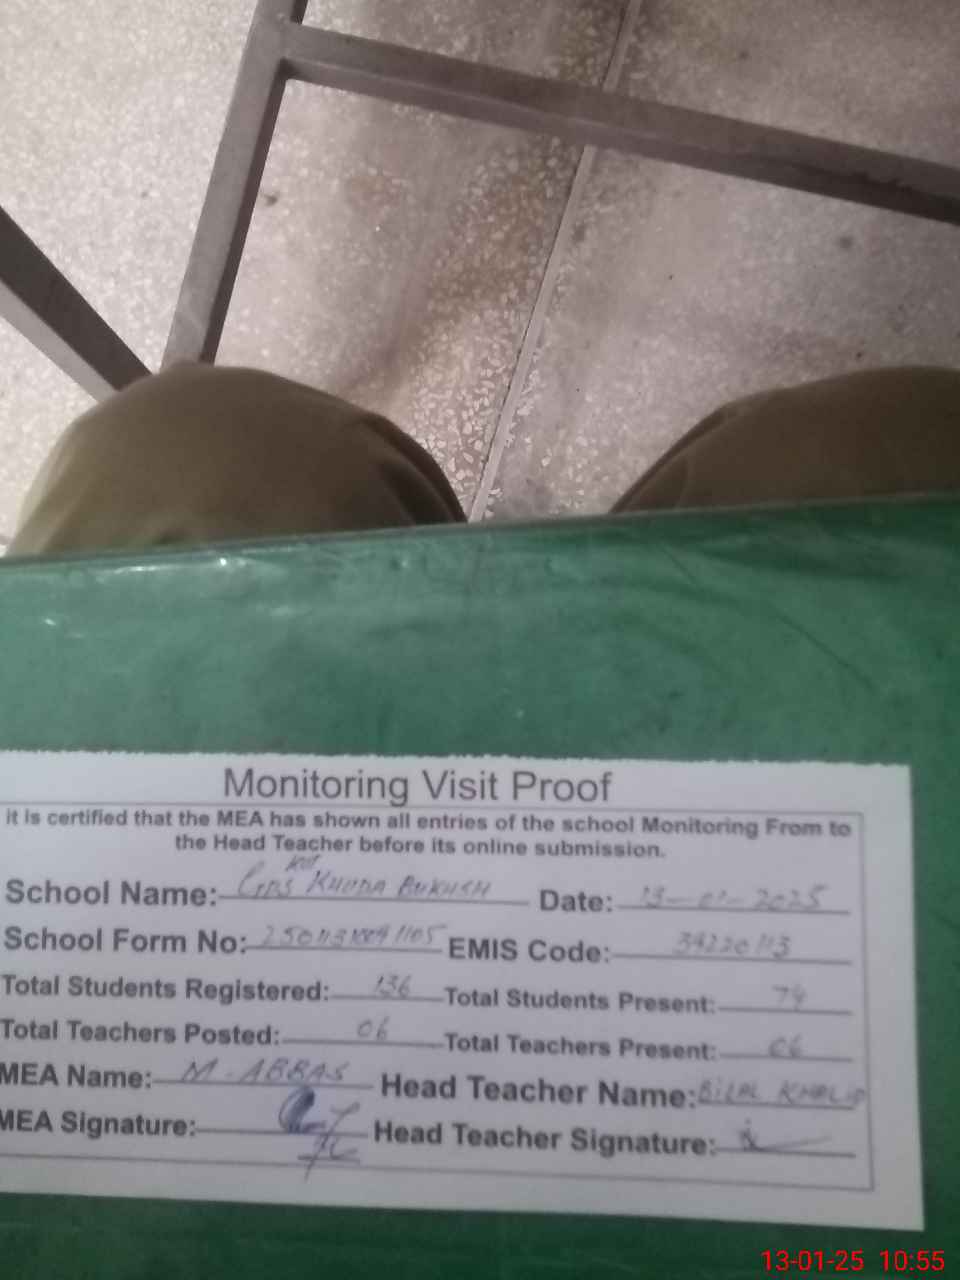 Monitoring Visit Proof
it is certified that the MEA has shown all entries of the school Monitoring From to
the Head Teacher before its online submission.
School Name: GPS Kot KHUDA BUKHSH Date: 13-01-2025
School Form No: EMIS Code: 34220113
Total Students Registered: 136 Total Students Present: 74
Total Teachers Posted: 06 Total Teachers Present: 06
MEA Name: M-ABBAS Head Teacher Name: BILAL KHALID
MEA Signature: Head Teacher Signature:
13-01-25 10:55